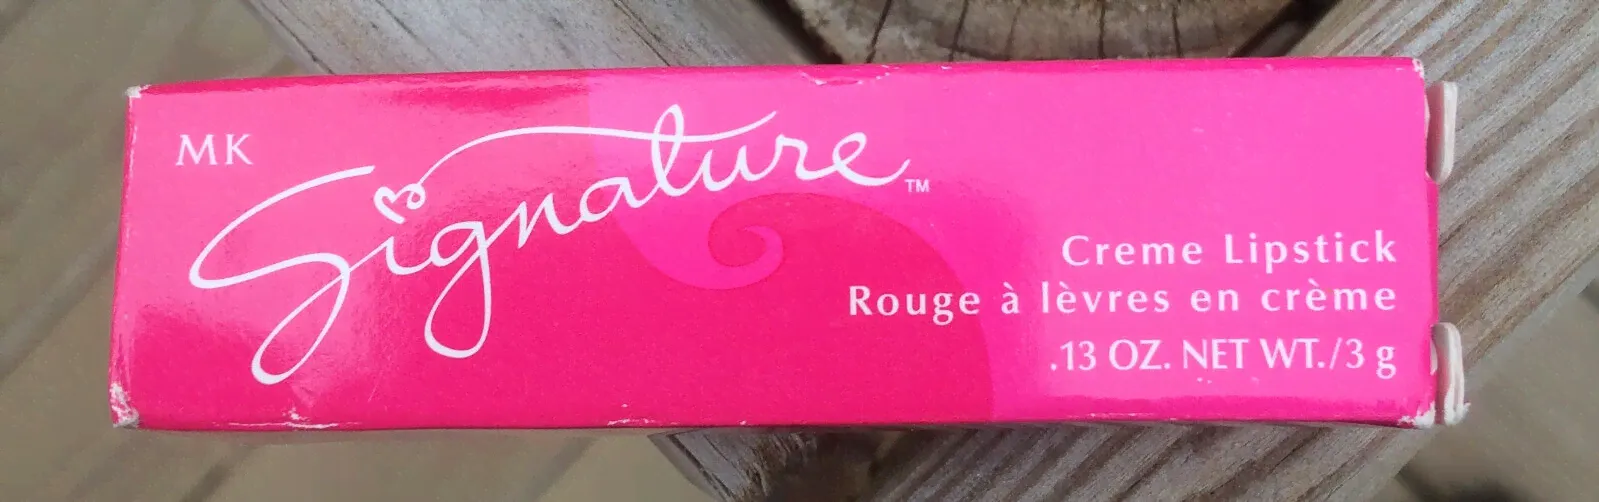 MK
Signature™
Creme Lipstick
Rouge à lèvres en crème
.13 OZ. NET WT./3 g